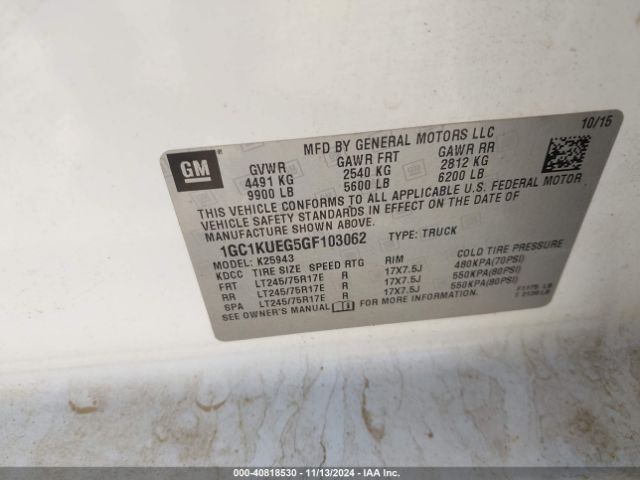 10/15
MFD BY GENERAL MOTORS LLC
GM
GVWR GAWR FRT GAWR RR
4491 KG 2540 KG 2812 KG
9900 LB 5600 LB 6200 LB
THIS VEHICLE CONFORMS TO ALL APPLICABLE U.S. FEDERAL MOTOR
VEHICLE SAFETY STANDARDS IN EFFECT ON THE DATE OF
MANUFACTURE SHOWN ABOVE.
1GC1KUEG5GF103062 TYPE: TRUCK
MODEL: K25943
KDCC TIRE SIZE SPEED RTG RIM COLD TIRE PRESSURE
FRT LT245/75R17E R 17X7.5J 480KPA(70PSI)
RR LT245/75R17E R 17X7.5J 550KPA(80PSI)
SPA LT245/75R17E R 17X7.5J 550KPA(80PSI)
SEE OWNER'S MANUAL FOR MORE INFORMATION.
000-40818530 - 11/13/2024 - IAA Inc.